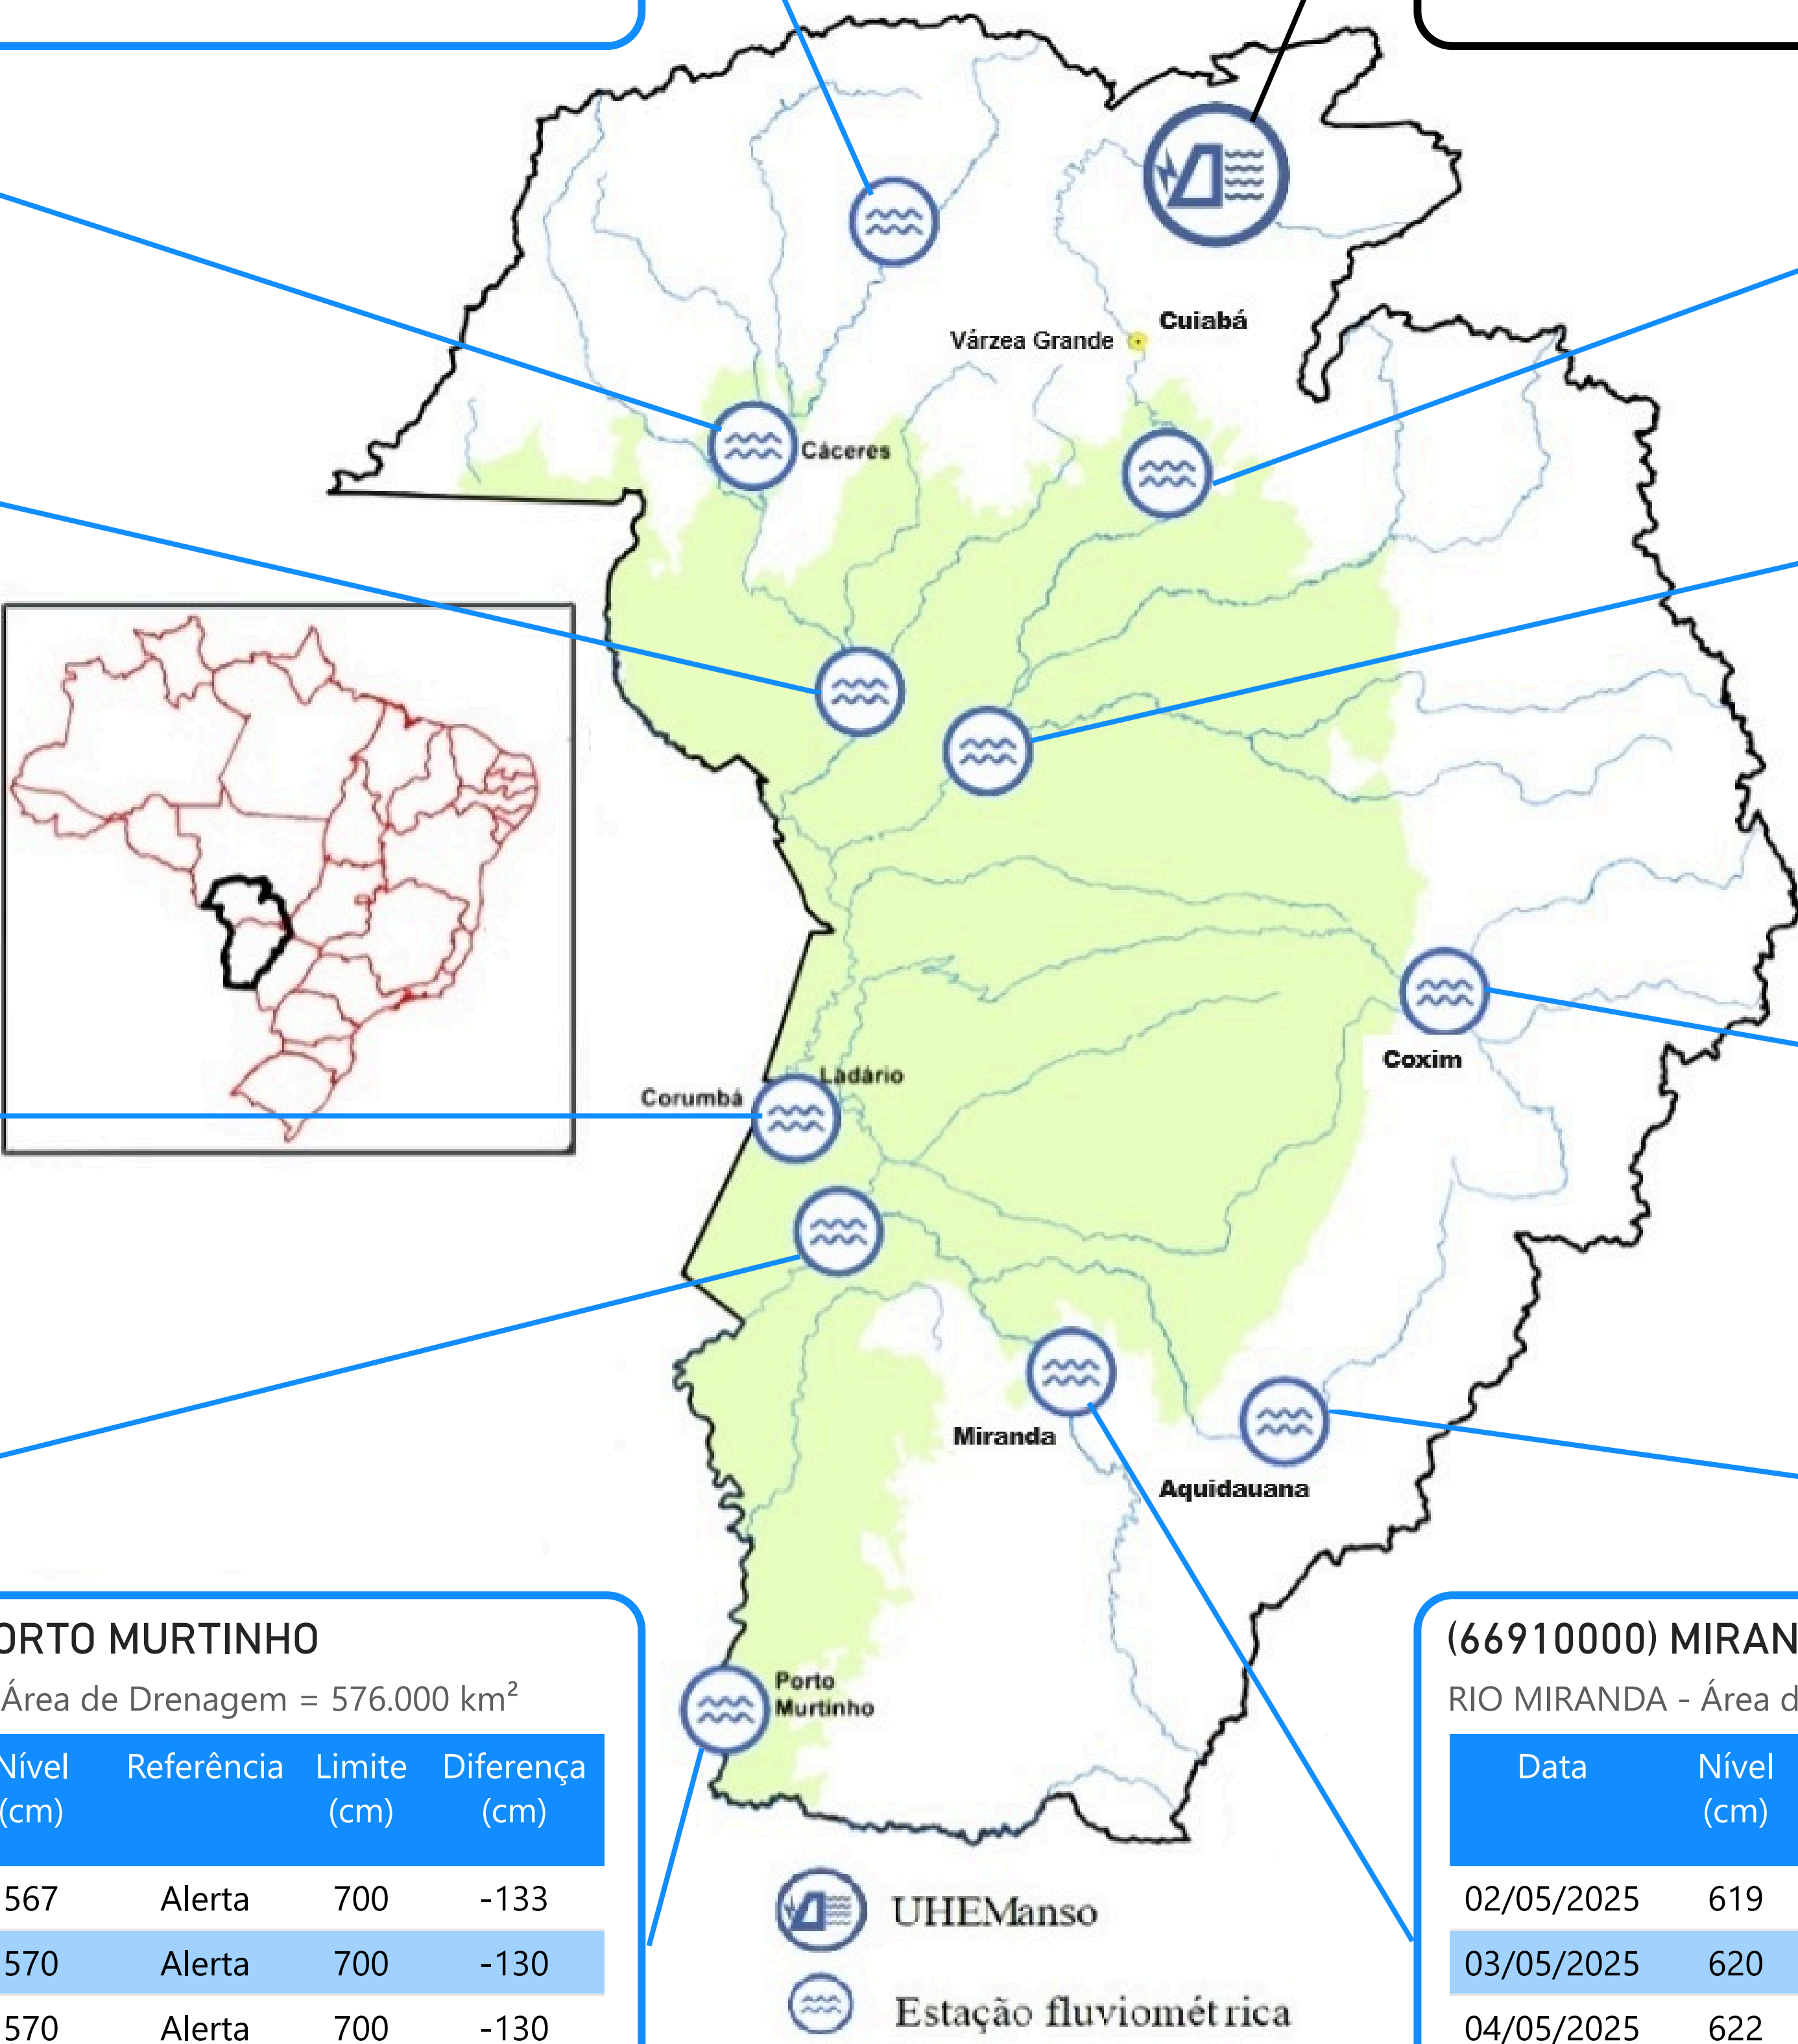 Cuiabá
Várzea Grande
Cáceres
Coxim
Ladário
Corumbá
Miranda
Aquidauana
Porto
Murtinho
ORTO MURTINHO
Área de Drenagem = 576.000 km²
Nível Referência Limite Diferença
(cm) (cm) (cm)
567 Alerta 700 -133
570 Alerta 700 -130
570 Alerta 700 -130
UHEManso
Estação fluviométrica
(66910000) MIRAN
RIO MIRANDA - Área d
Data Nível
(cm)
02/05/2025 619
03/05/2025 620
04/05/2025 622